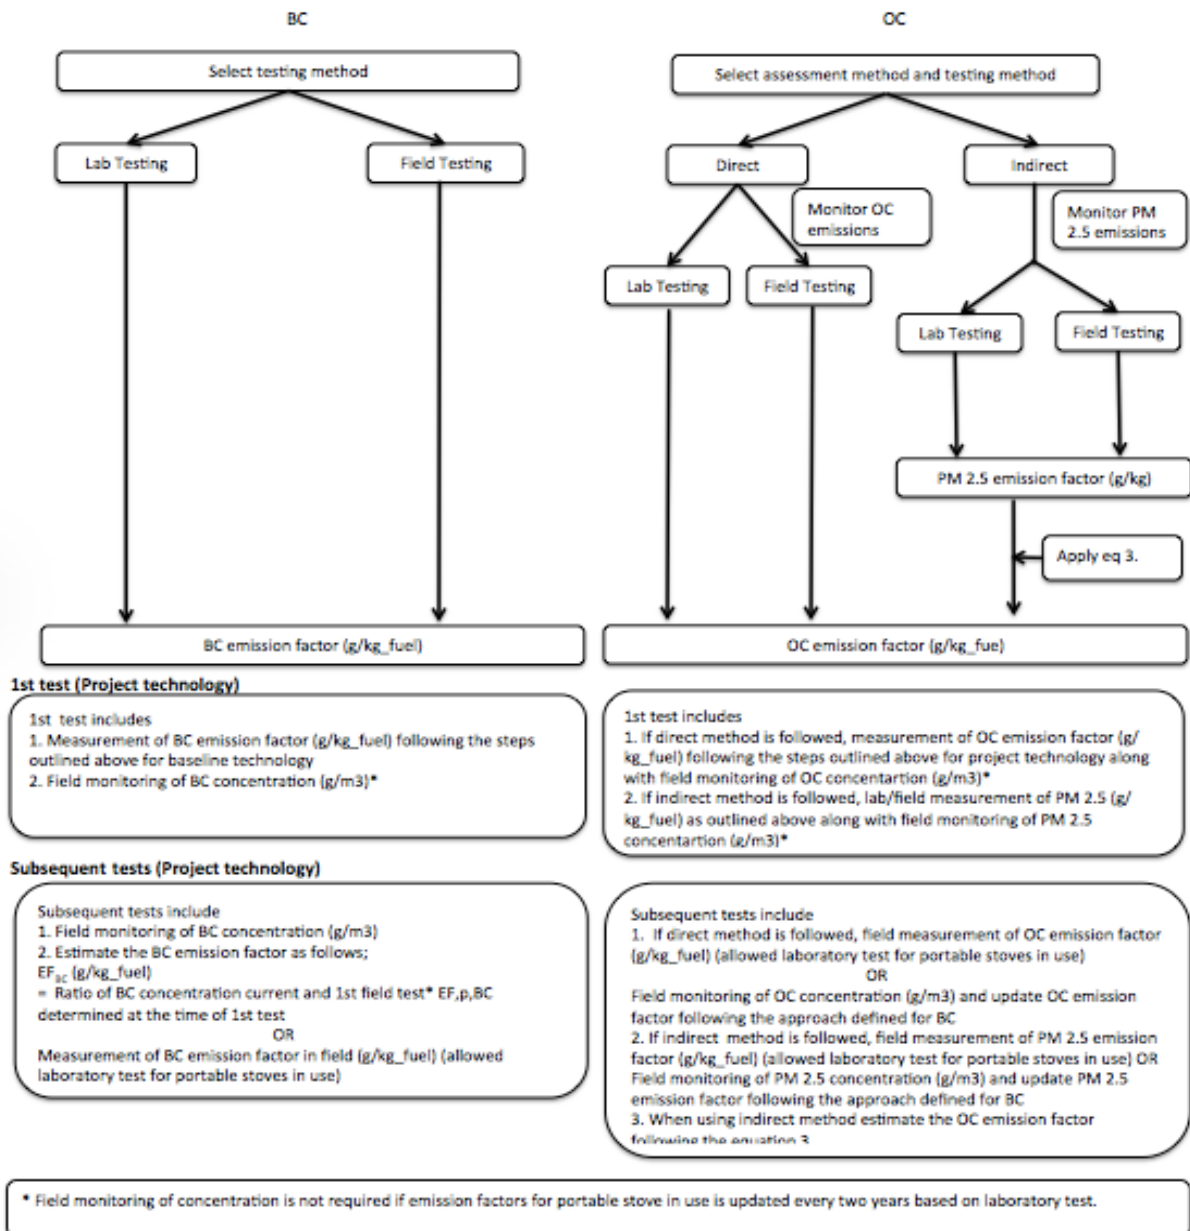 BC
OC
Select testing method
Select assessment method and testing method
Lab Testing
Field Testing
Direct
Indirect
Monitor OC
emissions
Monitor PM
2.5 emissions
Lab Testing
Field Testing
Lab Testing
Field Testing
PM 2.5 emission factor (g/kg)
Apply eq 3.
BC emission factor (g/kg_fuel)
OC emission factor (g/kg_fue)
1st test (Project technology)
1st test includes
1. Measurement of BC emission factor (g/kg_fuel) following the steps
outlined above for baseline technology
2. Field monitoring of BC concentration (g/m3)*
1st test includes
1. If direct method is followed, measurement of OC emission factor (g/
kg_fuel) following the steps outlined above for project technology along
with field monitoring of OC concentartion (g/m3)*
2. If indirect method is followed, lab/field measurement of PM 2.5 (g/
kg_fuel) as outlined above along with field monitoring of PM 2.5
concentartion (g/m3)*
Subsequent tests (Project technology)
Subsequent tests include
1. Field monitoring of BC concentration (g/m3)
2. Estimate the BC emission factor as follows;
EFBC (g/kg_fuel)
= Ratio of BC concentration current and 1st field test* EF,p,BC
determined at the time of 1st test
OR
Measurement of BC emission factor in field (g/kg_fuel) (allowed
laboratory test for portable stoves in use)
Subsequent tests include
1. If direct method is followed, field measurement of OC emission factor
(g/kg_fuel) (allowed laboratory test for portable stoves in use)
OR
Field monitoring of OC concentration (g/m3) and update OC emission
factor following the approach defined for BC
2. If indirect method is followed, field measurement of PM 2.5 emission
factor (g/kg_fuel) (allowed laboratory test for portable stoves in use) OR
Field monitoring of PM 2.5 concentration (g/m3) and update PM 2.5
emission factor following the approach defined for BC
3. When using indirect method estimate the OC emission factor
following the equation 3
* Field monitoring of concentration is not required if emission factors for portable stove in use is updated every two years based on laboratory test.